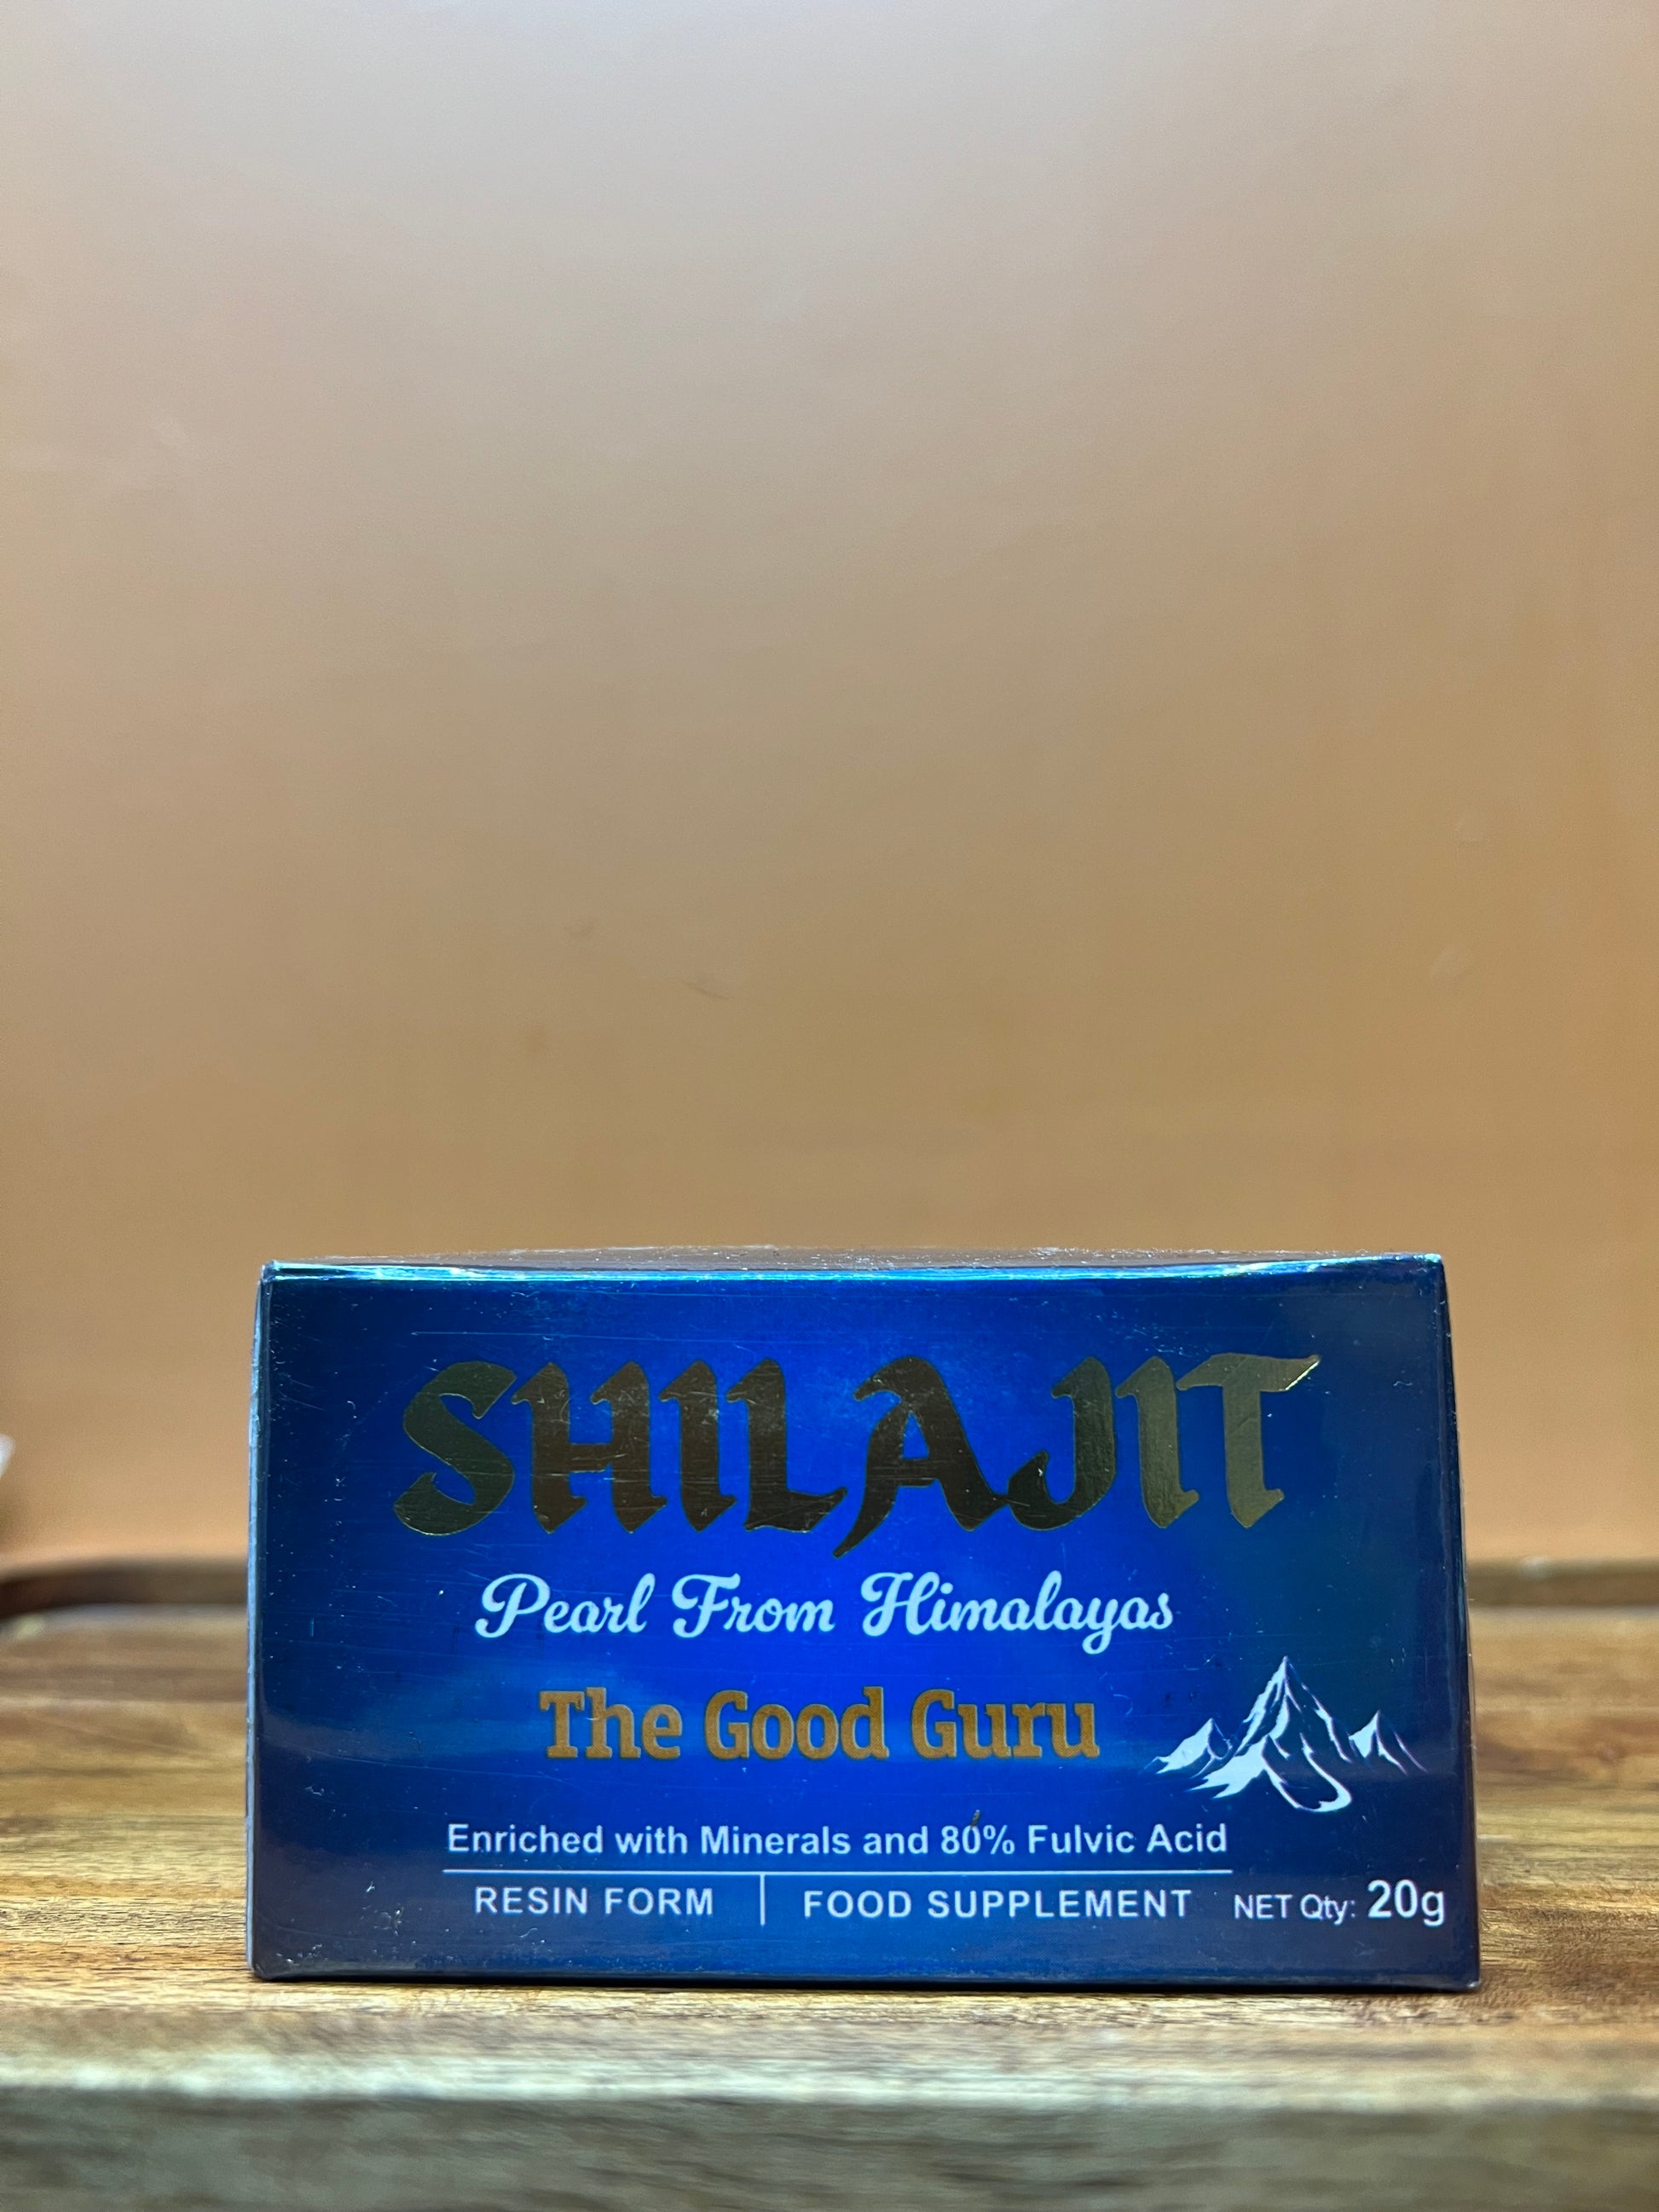 SHILAJIT
Pearl From Himalayas
The Good Guru
Enriched with Minerals and 80% Fulvic Acid
RESIN FORM | FOOD SUPPLEMENT NET Qty: 20g